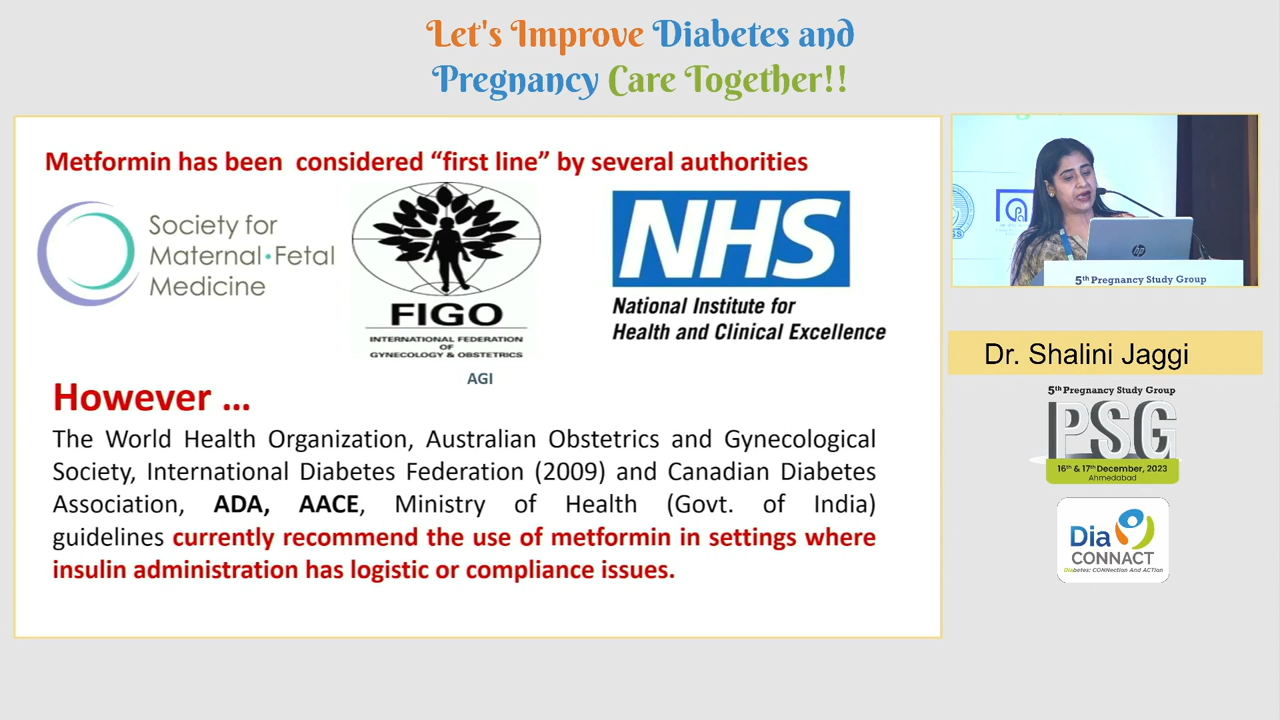 Let's Improve Diabetes and
Pregnancy Care Together!!
Metformin has been considered “first line” by several authorities
Society for
Maternal•Fetal
Medicine
FIGO
INTERNATIONAL FEDERATION
OF
GYNECOLOGY & OBSTETRICS
NHS
National Institute for
Health and Clinical Excellence
AGI
However ...
The World Health Organization, Australian Obstetrics and Gynecological
Society, International Diabetes Federation (2009) and Canadian Diabetes
Association, ADA, AACE, Ministry of Health (Govt. of India)
guidelines currently recommend the use of metformin in settings where
insulin administration has logistic or compliance issues.
hp
5th Pregnancy Study Group
Dr. Shalini Jaggi
5th Pregnancy Study Group
PSG
16th & 17th December, 2023
Ahmedabad
Dia
CONNACT
Diabetes: CONNection And ACTion